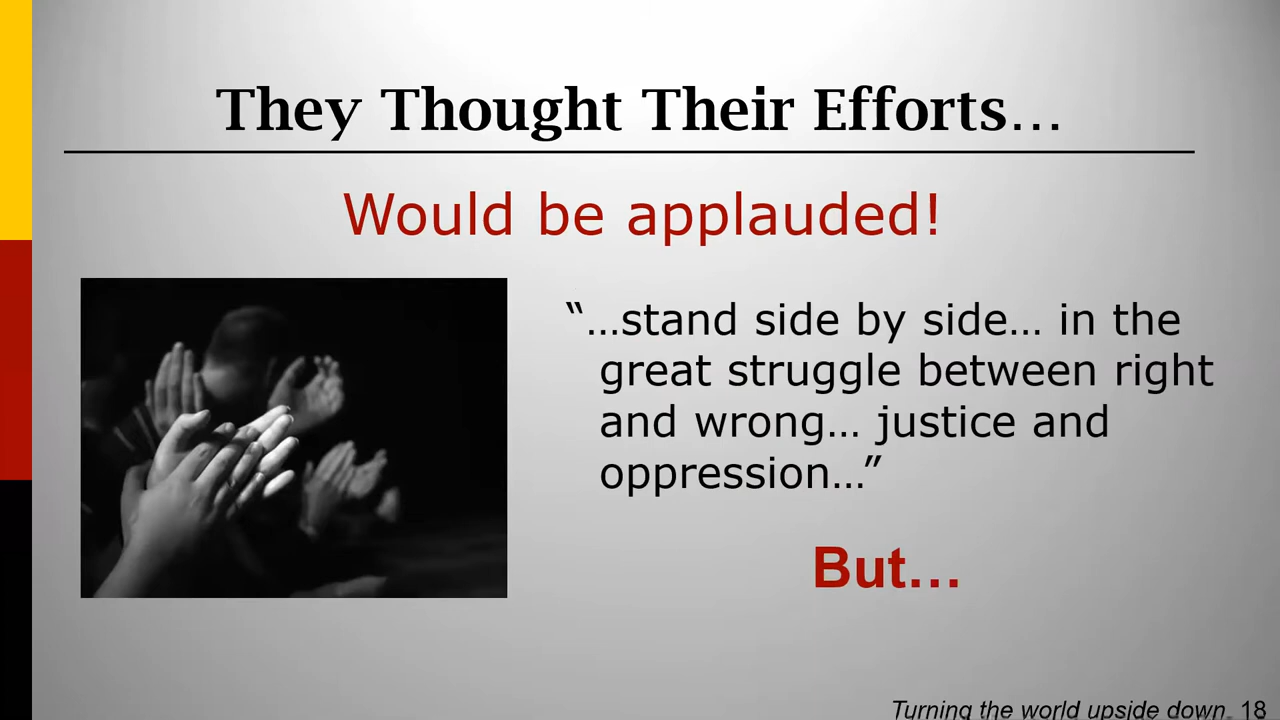 They Thought Their Efforts…
Would be applauded!
“…stand side by side… in the
great struggle between right
and wrong… justice and
oppression…”
But…
Turning the world upside down 18